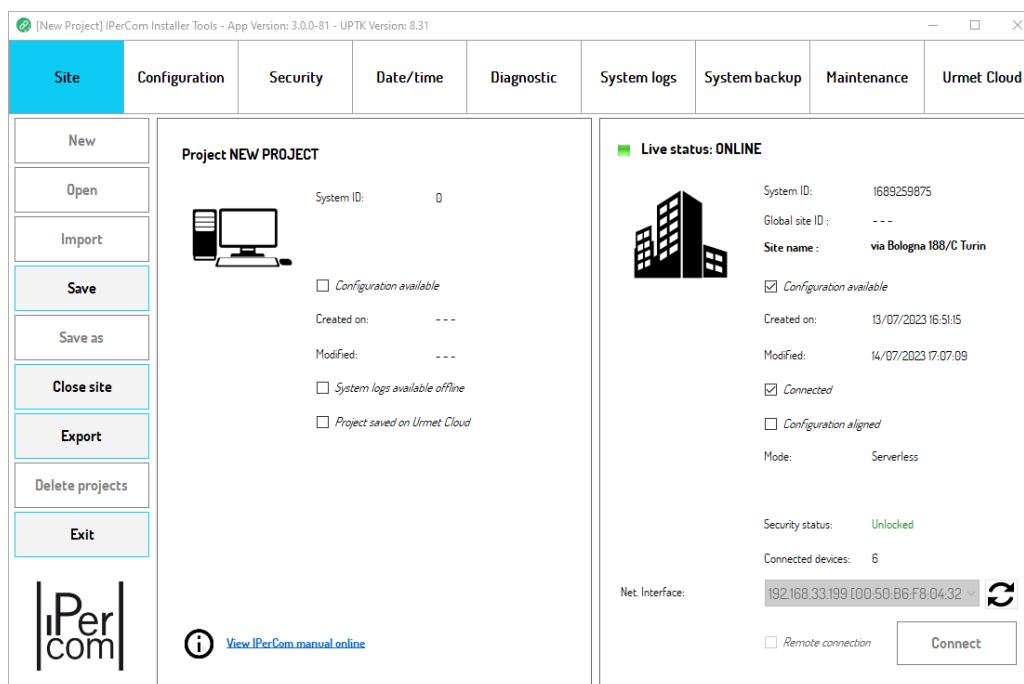 [New Project] IPerCom Installer Tools - App Version: 3.0.0-81 - UPTK Version: 8.31
Site
Configuration
Security
Date/time
Diagnostic
System logs
System backup
Maintenance
Urmet Cloud
New
Open
Import
Save
Save as
Close site
Export
Delete projects
Exit
IPer
com
Project NEW PROJECT
System ID: 0
Configuration available
Created on: ---
Modified: ---
System logs available offline
Project saved on Urmet Cloud
View IPerCom manual online
Live status: ONLINE
System ID: 1689259875
Global site ID : ---
Site name : via Bologna 188/C Turin
Configuration available
Created on: 13/07/2023 16:51:15
Modified: 14/07/2023 17:07:09
Connected
Configuration aligned
Mode: Serverless
Security status: Unlocked
Connected devices: 6
Net. Interface: 192.168.33.199 [00:50:B6:F8:04:32
Remote connection
Connect